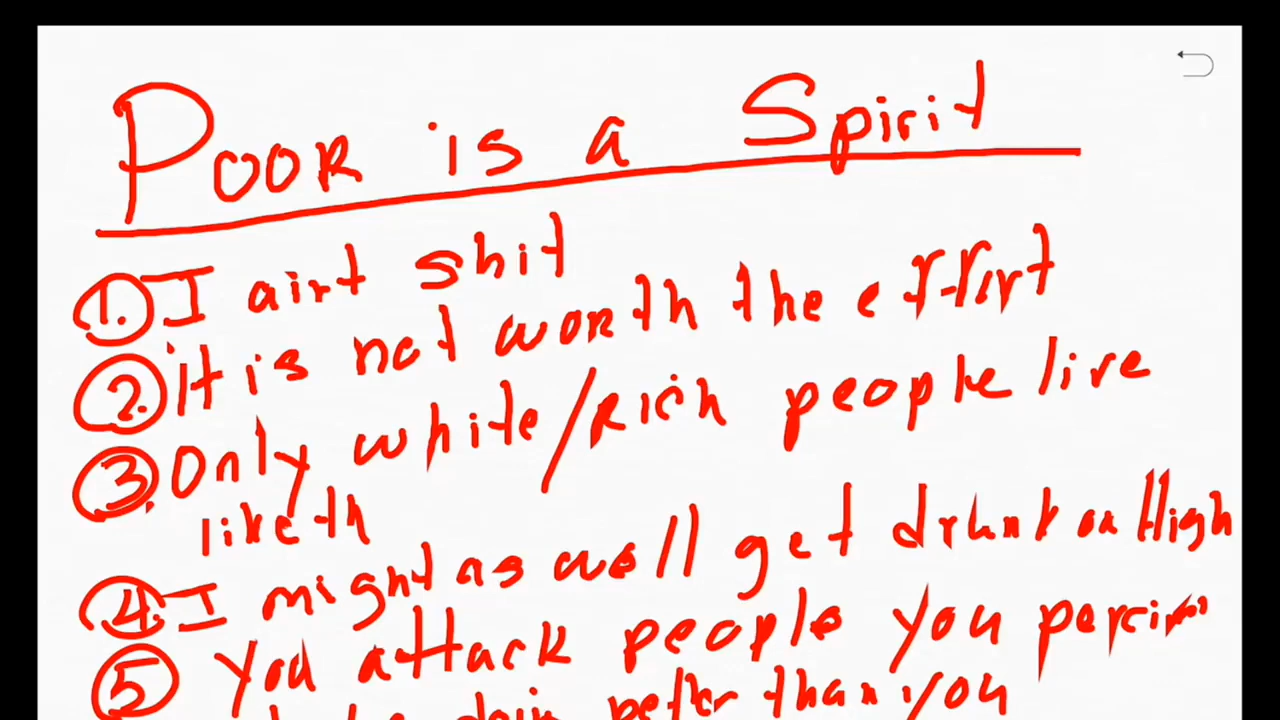 Poor is a Spirit
1. I aint shit
2. it is not worth the effort
3. Only white/Rich people live
like th
4. I might as well get drunk or High
5 You attack people you
better than you